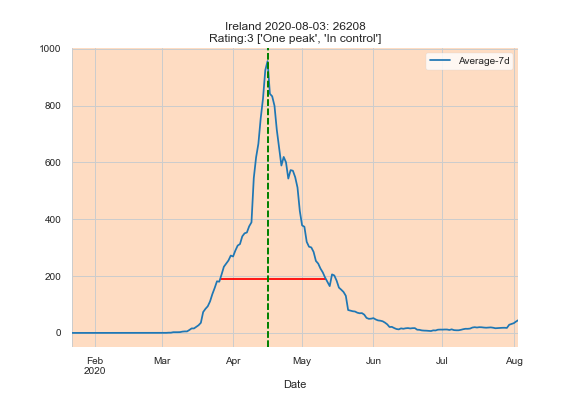 Ireland 2020-08-03: 26208
Rating:3 ['One peak', 'In control']
Average-7d
1000
800
600
400
200
0
Feb
2020
Mar
Apr
May
Jun
Jul
Aug
Date